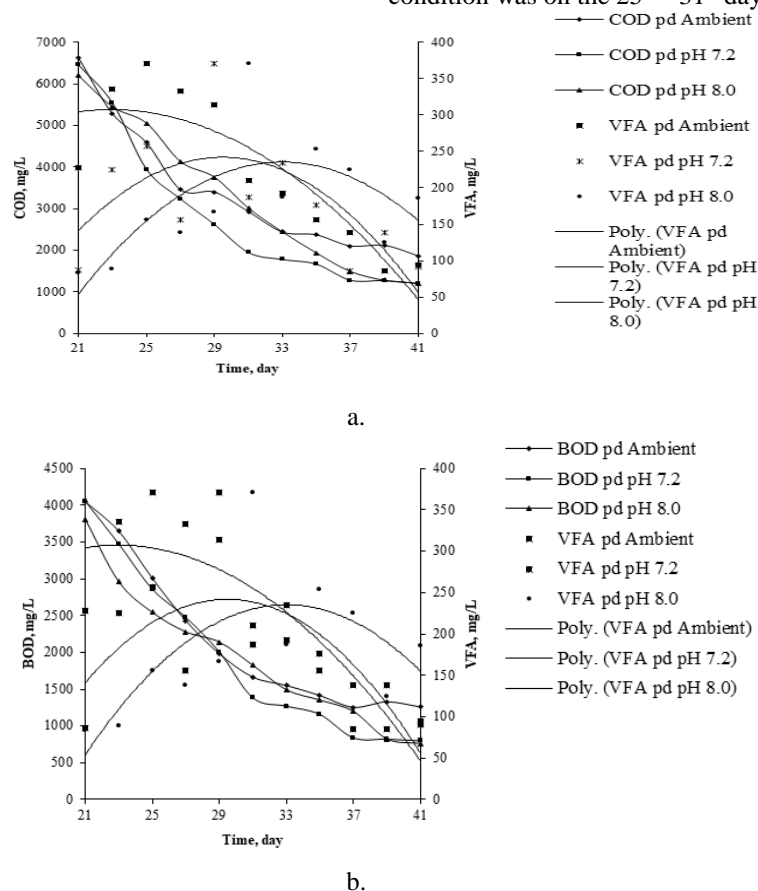 condition was on the 25th – 31st day
7000
6000
5000
4000
3000
2000
1000
0
COD, mg/L
400
350
300
250
200
150
100
50
0
VFA, mg/L
21 25 29 33 37 41
Time, day
COD pd Ambient
COD pd pH 7.2
COD pd pH 8.0
VFA pd Ambient
VFA pd pH 7.2
VFA pd pH 8.0
Poly. (VFA pd
Ambient)
Poly. (VFA pd pH
7.2)
Poly. (VFA pd pH
8.0)
a.
4500
4000
3500
3000
2500
2000
1500
1000
500
0
BOD, mg/L
400
350
300
250
200
150
100
50
0
VFA, mg/L
21 25 29 33 37 41
Time, day
BOD pd Ambient
BOD pd pH 7.2
BOD pd pH 8.0
VFA pd Ambient
VFA pd pH 7.2
VFA pd pH 8.0
Poly. (VFA pd Ambient)
Poly. (VFA pd pH 7.2)
Poly. (VFA pd pH 8.0)
b.